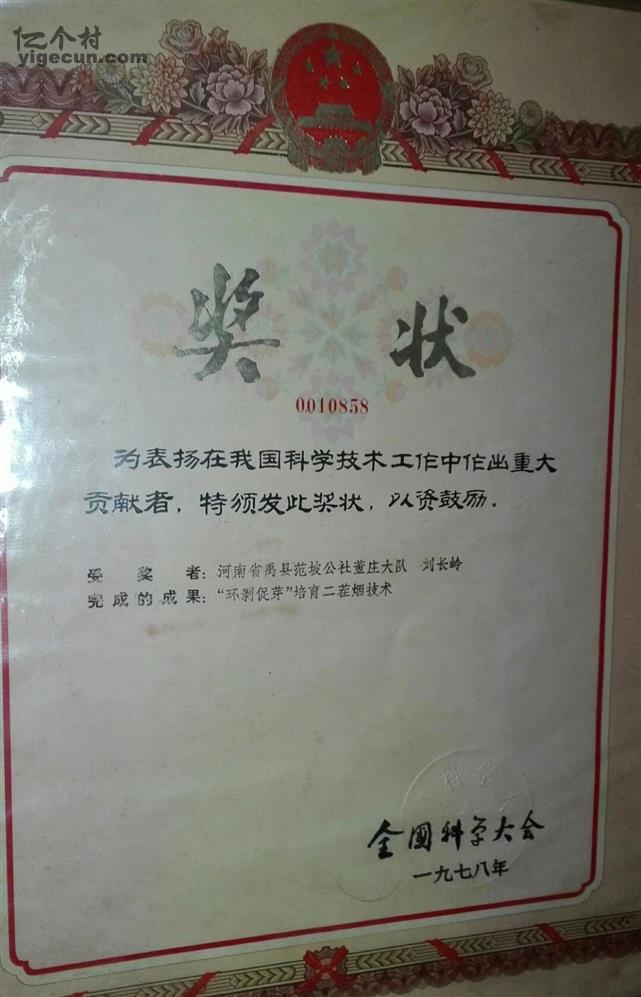 亿个村
yigecun.com
奖状
0010858
为表扬在我国科学技术工作中作出重大
贡献者，特颁发此奖状，以资鼓励．
受奖者：河南省禹县范坡公社董庄大队 刘长岭
完成的成果：“环剥促芽”培育二茬烟技术
全国科学大会
一九七八年